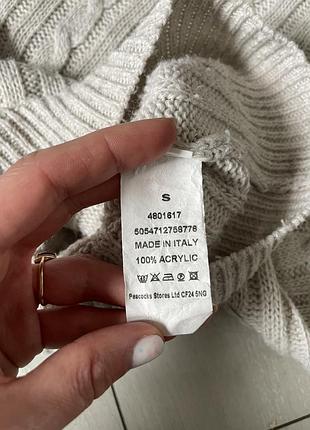 S
4801617
5054712758778
MADE IN ITALY
100% ACRYLIC
Peacocks Stores Ltd CF24 5NG